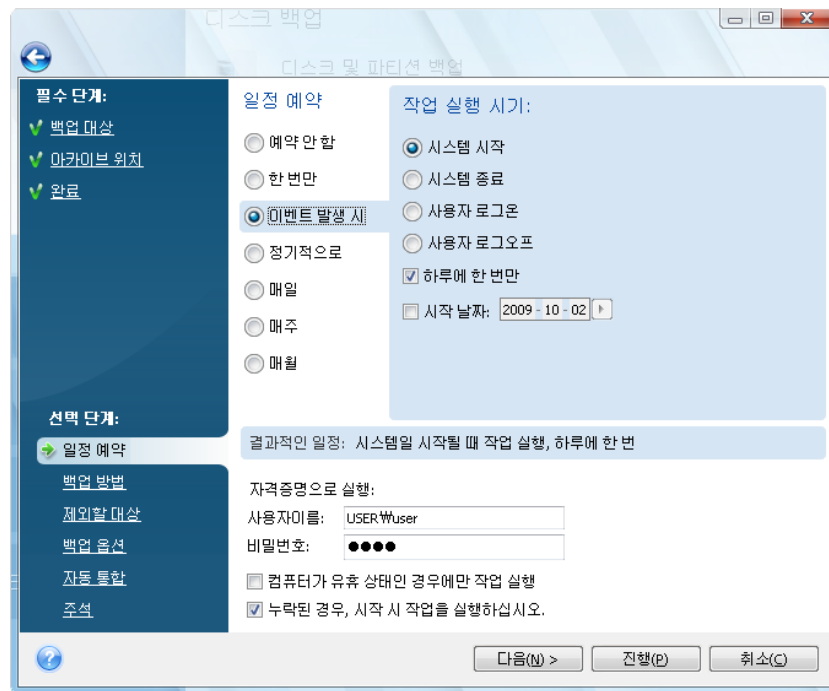 디스크 백업
디스크 및 파티션 백업
필수 단계:
백업 대상
아카이브 위치
완료
선택 단계:
일정 예약
백업 방법
제외할 대상
백업 옵션
자동 통합
주석
일정 예약
예약 안 함
한 번만
이벤트 발생 시
정기적으로
매일
매주
매월
작업 실행 시기:
시스템 시작
시스템 종료
사용자 로그온
사용자 로그오프
하루에 한 번만
시작 날짜: 2009 - 10 - 02
결과적인 일정: 시스템일 시작될 때 작업 실행, 하루에 한 번
자격증명으로 실행:
사용자이름: USER₩user
비밀번호: ●●●●
컴퓨터가 유휴 상태인 경우에만 작업 실행
누락된 경우, 시작 시 작업을 실행하십시오.
다음(N) > 진행(P) 취소(C)